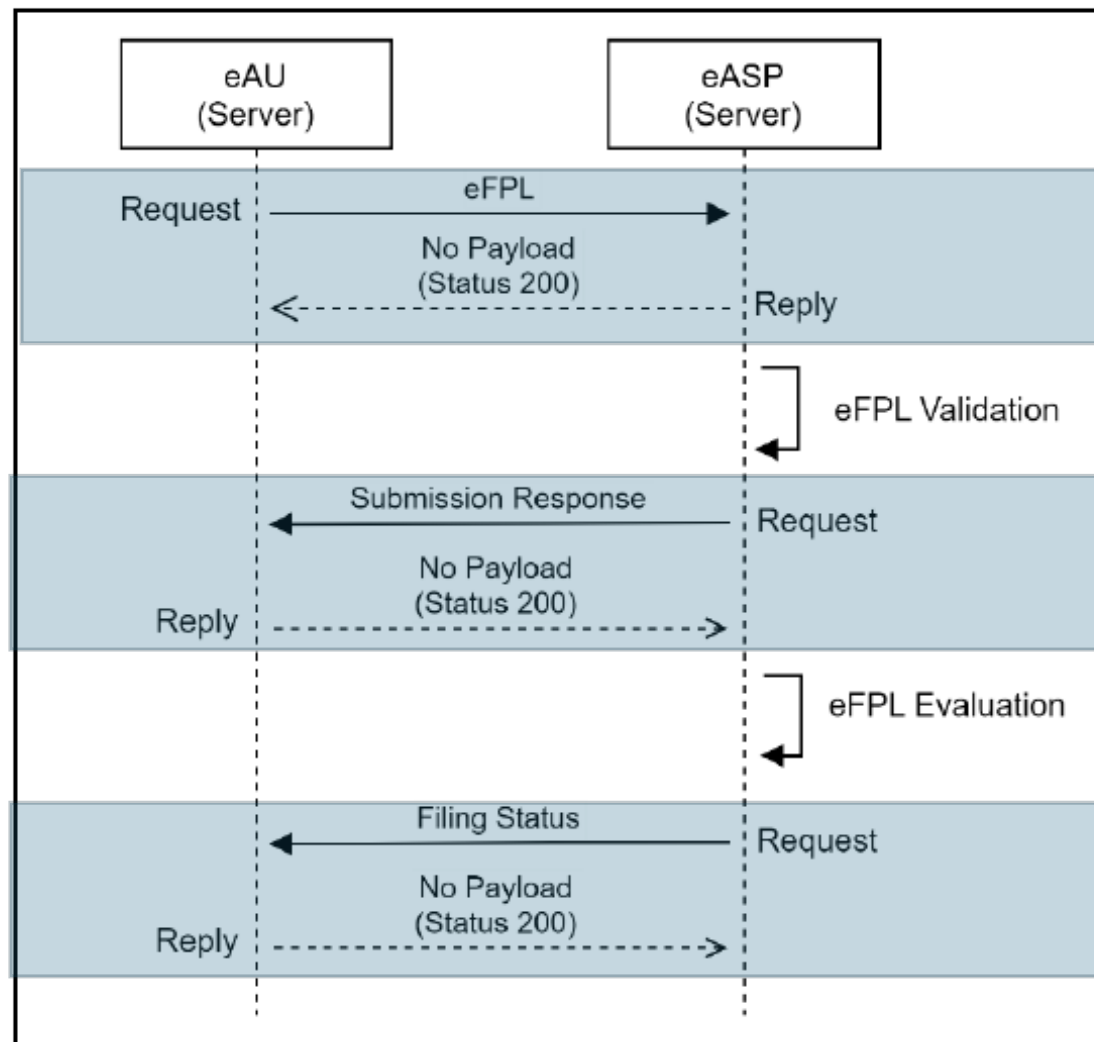 eAU
(Server)
eASP
(Server)
eFPL
Request
No Payload
(Status 200)
Reply
eFPL Validation
Submission Response
Request
No Payload
(Status 200)
Reply
eFPL Evaluation
Filing Status
Request
No Payload
(Status 200)
Reply